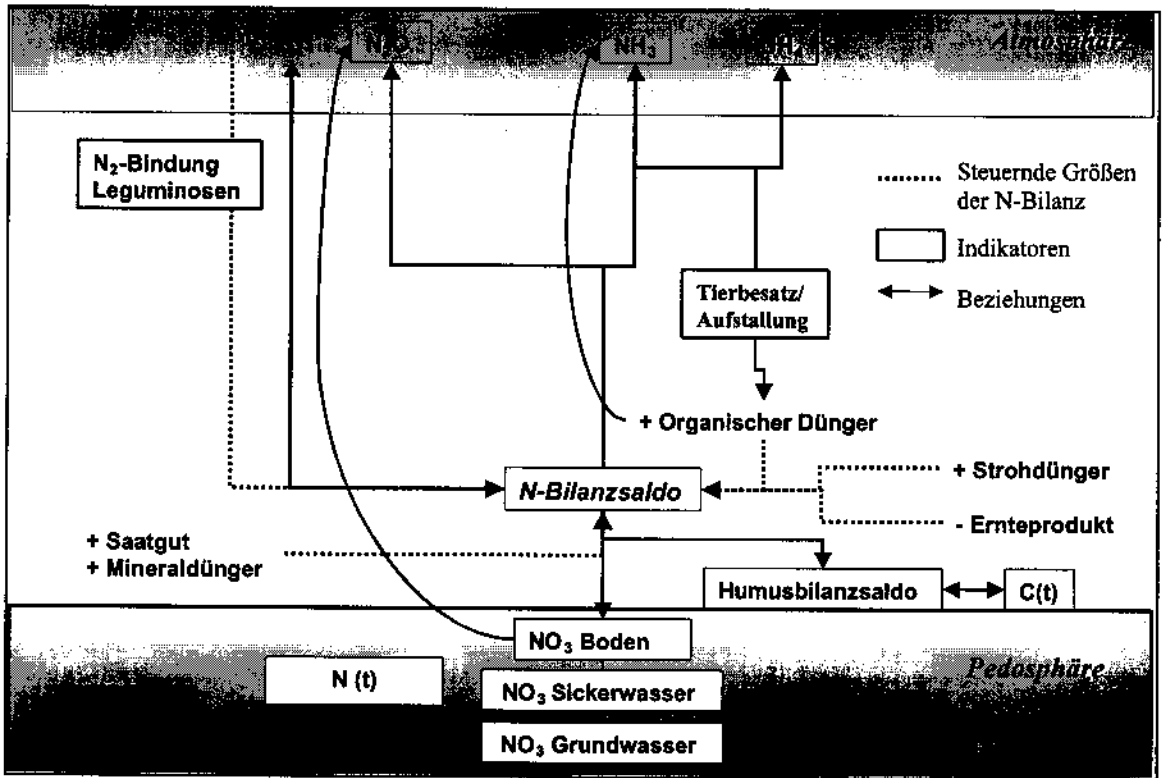 NH₃
Atmosphäre
N₂-Bindung
Leguminosen
Steuernde Größen
der N-Bilanz
Indikatoren
Beziehungen
Tierbesatz/
Aufstallung
+ Organischer Dünger
N-Bilanzsaldo
+ Strohdünger
- Ernteprodukt
+ Saatgut
+ Mineraldünger
Humusbilanzsaldo
C(t)
NO₃ Boden
Pedosphäre
N (t)
NO₃ Sickerwasser
NO₃ Grundwasser